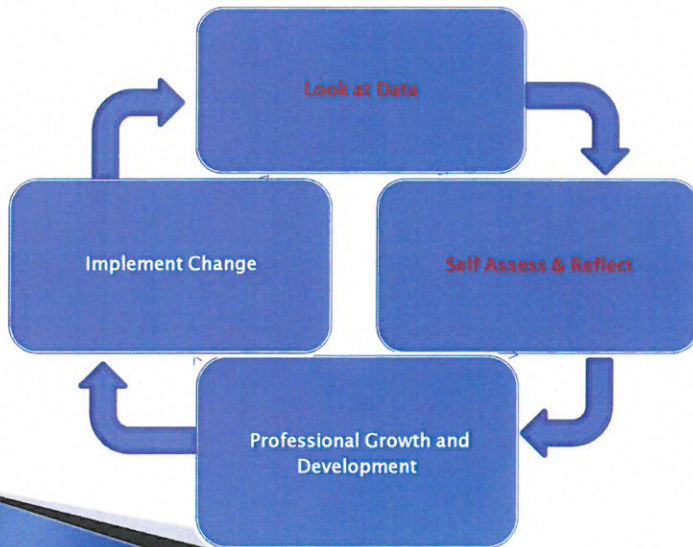 Look at Data
Self Assess & Reflect
Professional Growth and
Development
Implement Change